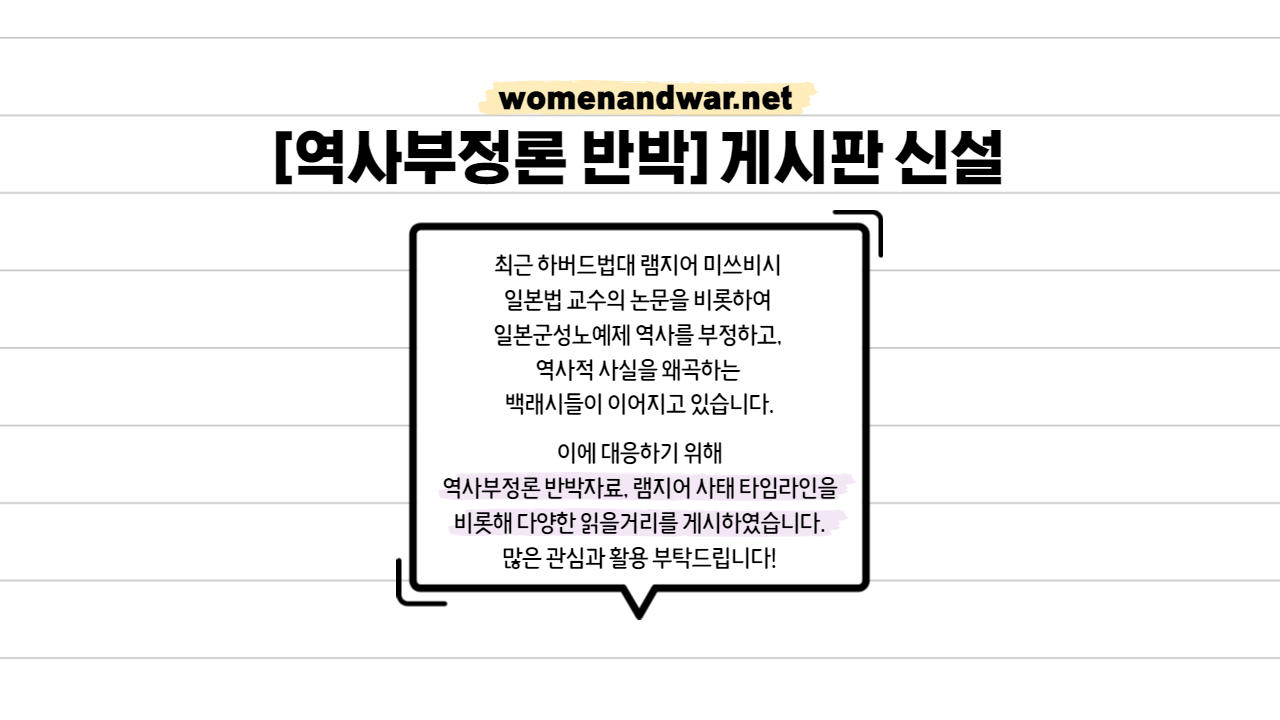 womenandwar.net
[역사부정론 반박] 게시판 신설
최근 하버드법대 램지어 미쓰비시
일본법 교수의 논문을 비롯하여
일본군성노예제 역사를 부정하고,
역사적 사실을 왜곡하는
백래시들이 이어지고 있습니다.
이에 대응하기 위해
역사부정론 반박자료, 램지어 사태 타임라인을
비롯해 다양한 읽을거리를 게시하였습니다.
많은 관심과 활용 부탁드립니다!